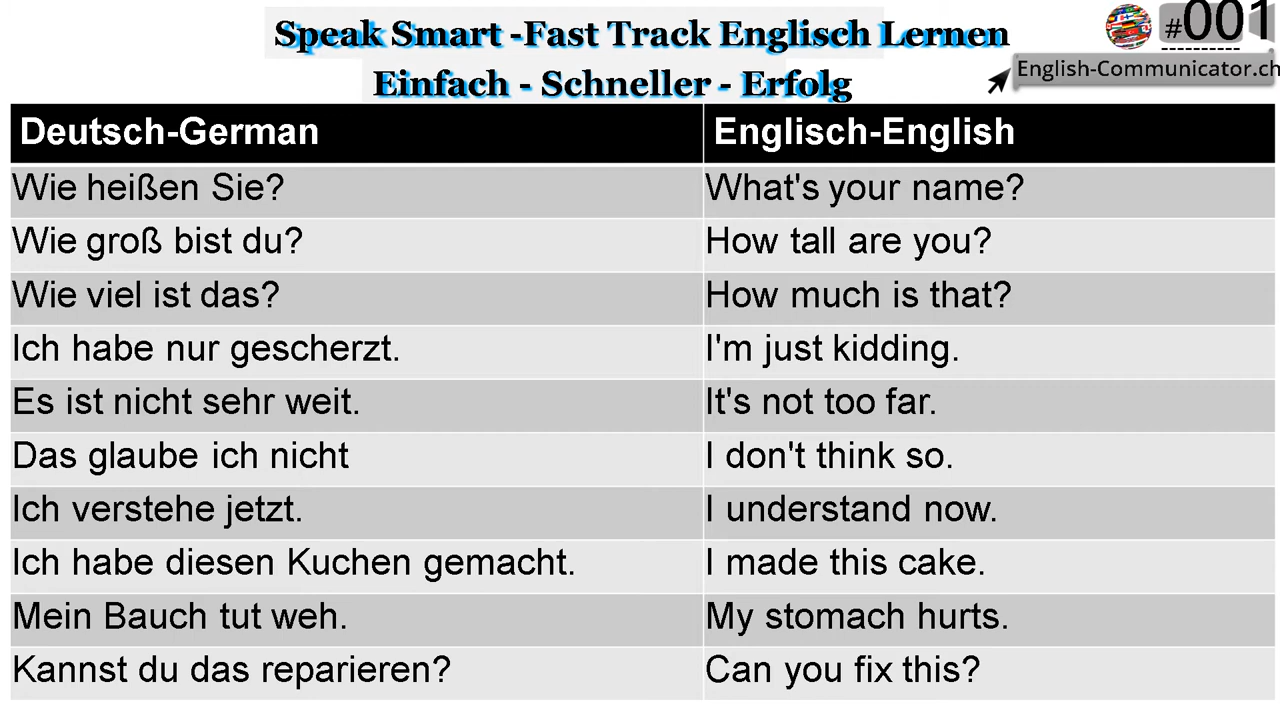 Speak Smart -Fast Track Englisch Lernen
Einfach - Schneller - Erfolg
#001
English-Communicator.ch
Deutsch-German Englisch-English
Wie heißen Sie? What's your name?
Wie groß bist du? How tall are you?
Wie viel ist das? How much is that?
Ich habe nur gescherzt. I'm just kidding.
Es ist nicht sehr weit. It's not too far.
Das glaube ich nicht I don't think so.
Ich verstehe jetzt. I understand now.
Ich habe diesen Kuchen gemacht. I made this cake.
Mein Bauch tut weh. My stomach hurts.
Kannst du das reparieren? Can you fix this?